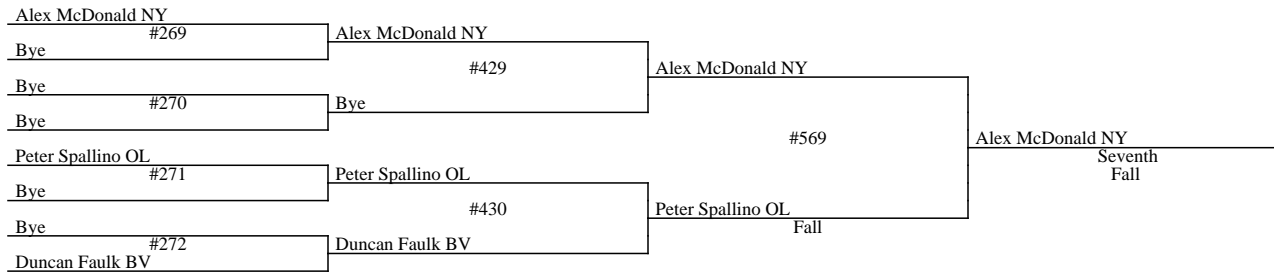 Alex McDonald NY
#269
Alex McDonald NY
Bye
#429
Alex McDonald NY
Bye
#270
Bye
Bye
#569
Alex McDonald NY
Seventh
Fall
Peter Spallino OL
#271
Peter Spallino OL
Bye
#430
Peter Spallino OL
Fall
Bye
#272
Duncan Faulk BV
Duncan Faulk BV